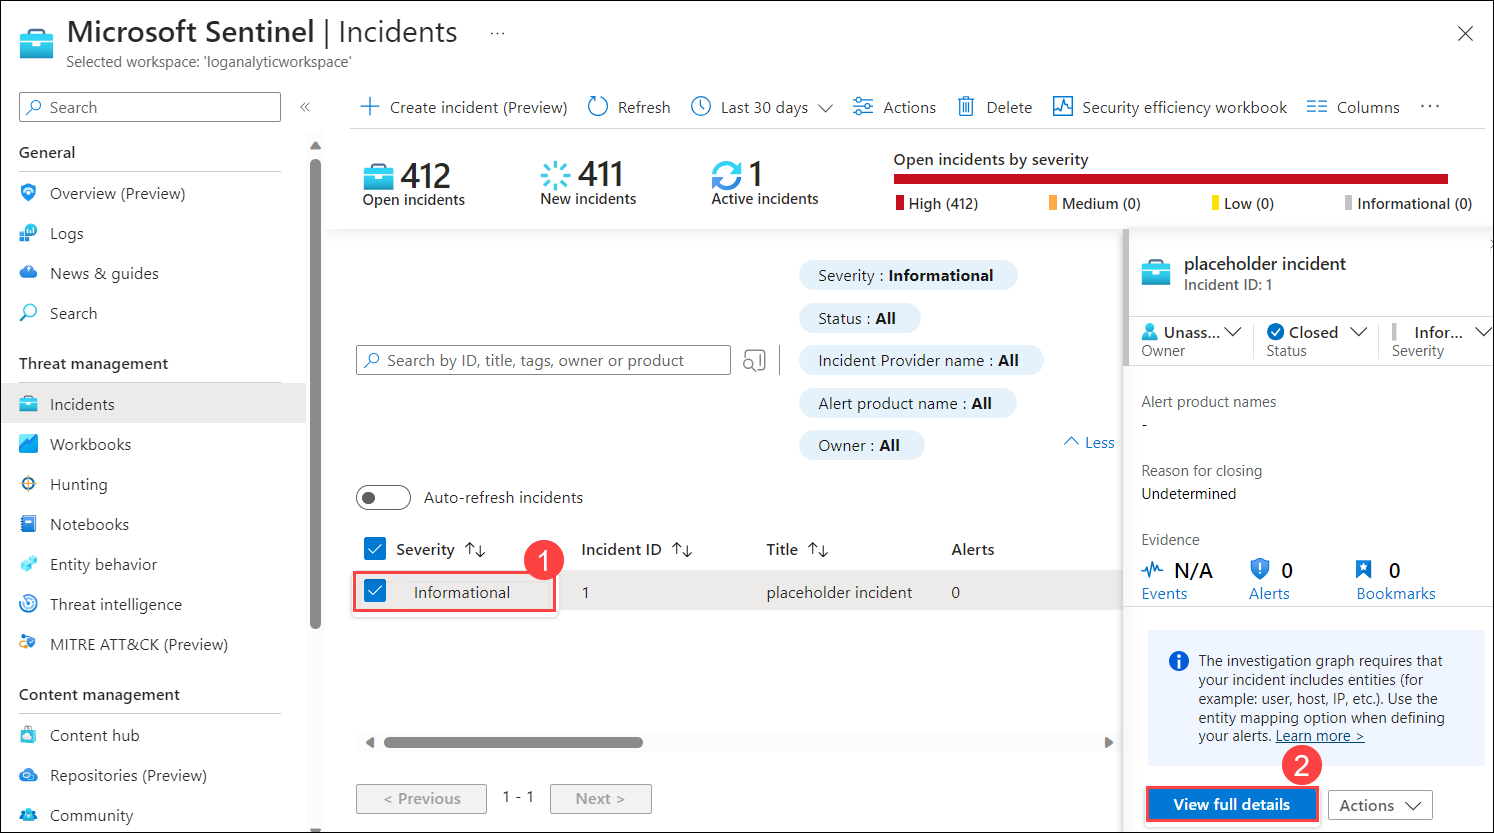 Microsoft Sentinel | Incidents ...
Selected workspace: 'loganalyticworkspace'
Search «
General
Overview (Preview)
Logs
News & guides
Search
Threat management
Incidents
Workbooks
Hunting
Notebooks
Entity behavior
Threat intelligence
MITRE ATT&CK (Preview)
Content management
Content hub
Repositories (Preview)
Community
Create incident (Preview) Refresh Last 30 days Actions Delete Security efficiency workbook Columns ...
412
Open incidents
411
New incidents
1
Active incidents
Open incidents by severity
High (412) Medium (0) Low (0) Informational (0)
Search by ID, title, tags, owner or product
Severity : Informational
Status : All
Incident Provider name : All
Alert product name : All
Owner : All
Less
Auto-refresh incidents
Severity ↑↓ Incident ID ↑↓ Title ↑↓ Alerts
1
Informational 1 placeholder incident 0
< Previous 1 - 1 Next >
placeholder incident
Incident ID: 1
Unass...
Owner
Closed
Status
Infor...
Severity
Alert product names
-
Reason for closing
Undetermined
Evidence
N/A
Events
0
Alerts
0
Bookmarks
The investigation graph requires that
your incident includes entities (for
example: user, host, IP, etc.). Use the
entity mapping option when defining
your alerts. Learn more >
2
View full details Actions